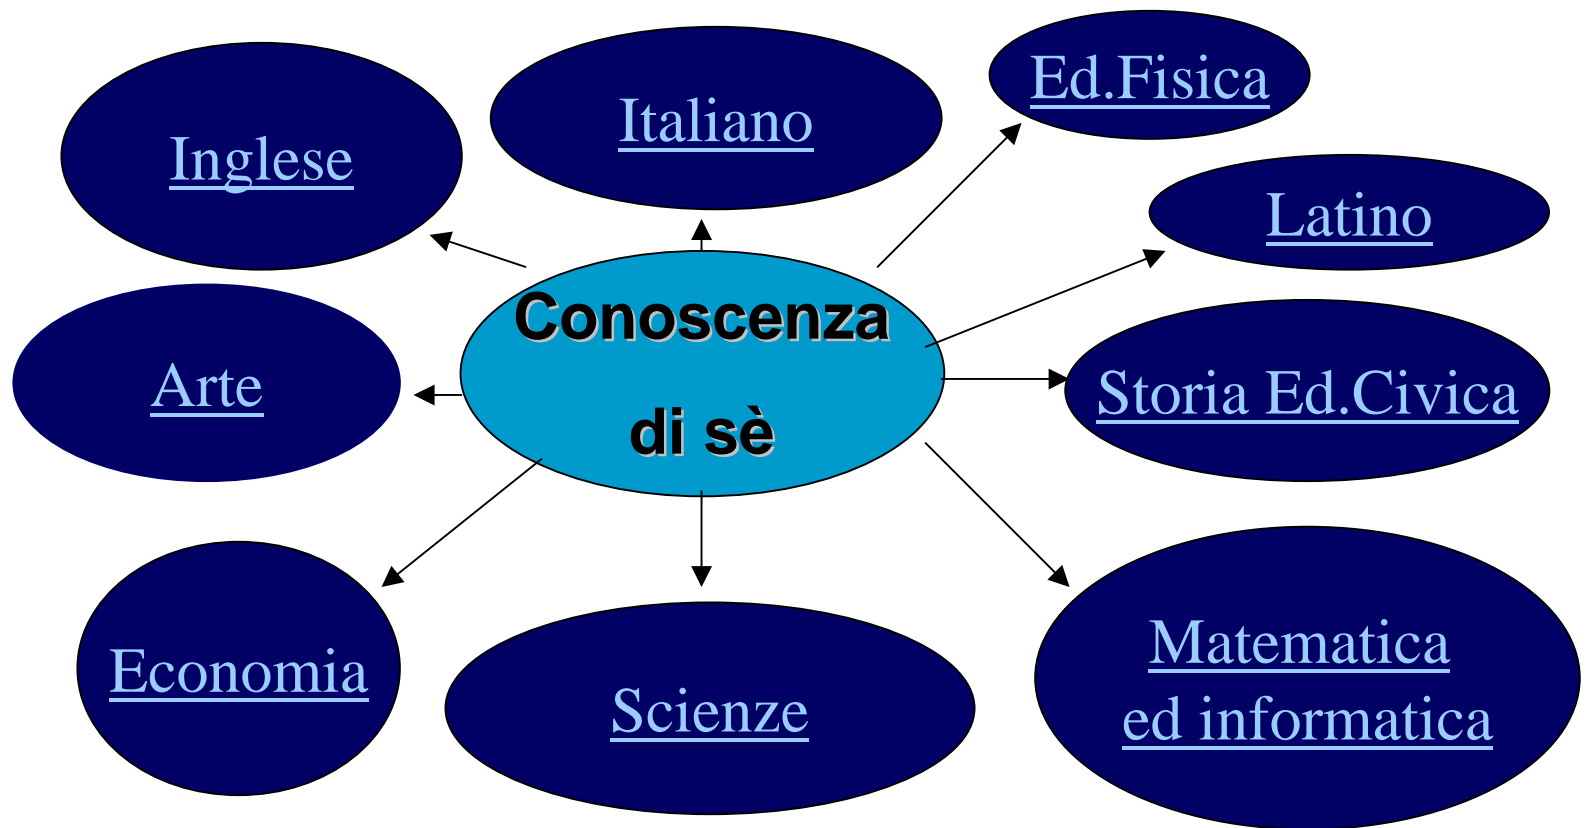 Ed.Fisica
Italiano
Inglese
Latino
Conoscenza
di sè
Arte
Storia Ed.Civica
Economia
Scienze
Matematica
ed informatica